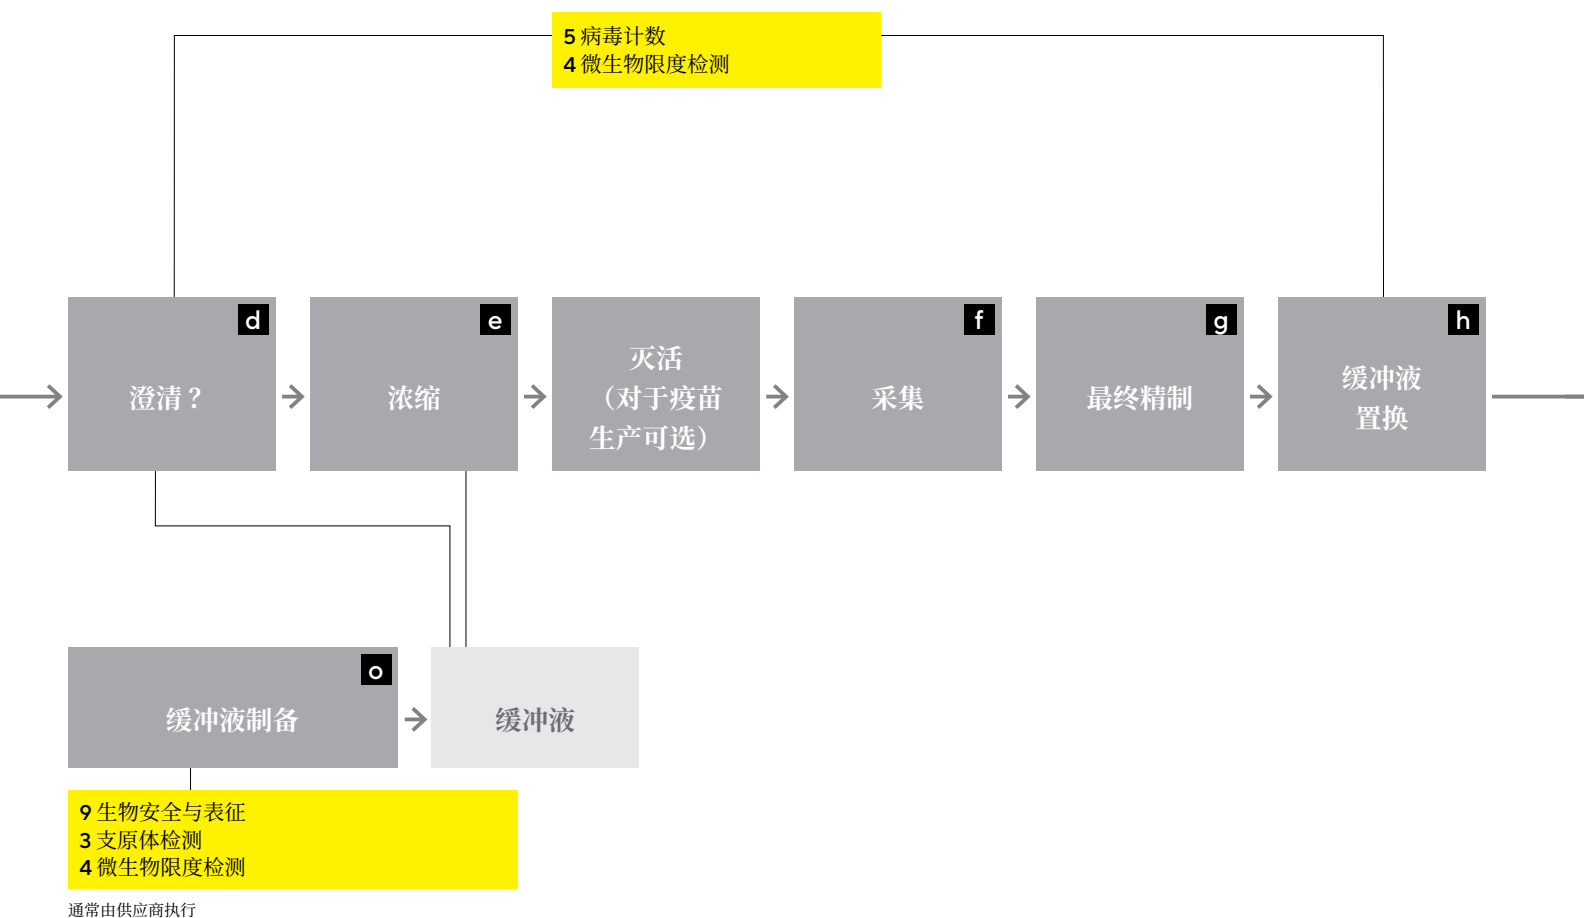 5 病毒计数
4 微生物限度检测
d
澄清？
e
浓缩
灭活
（对于疫苗
生产可选）
f
采集
g
最终精制
h
缓冲液
置换
o
缓冲液制备
缓冲液
9 生物安全与表征
3 支原体检测
4 微生物限度检测
通常由供应商执行